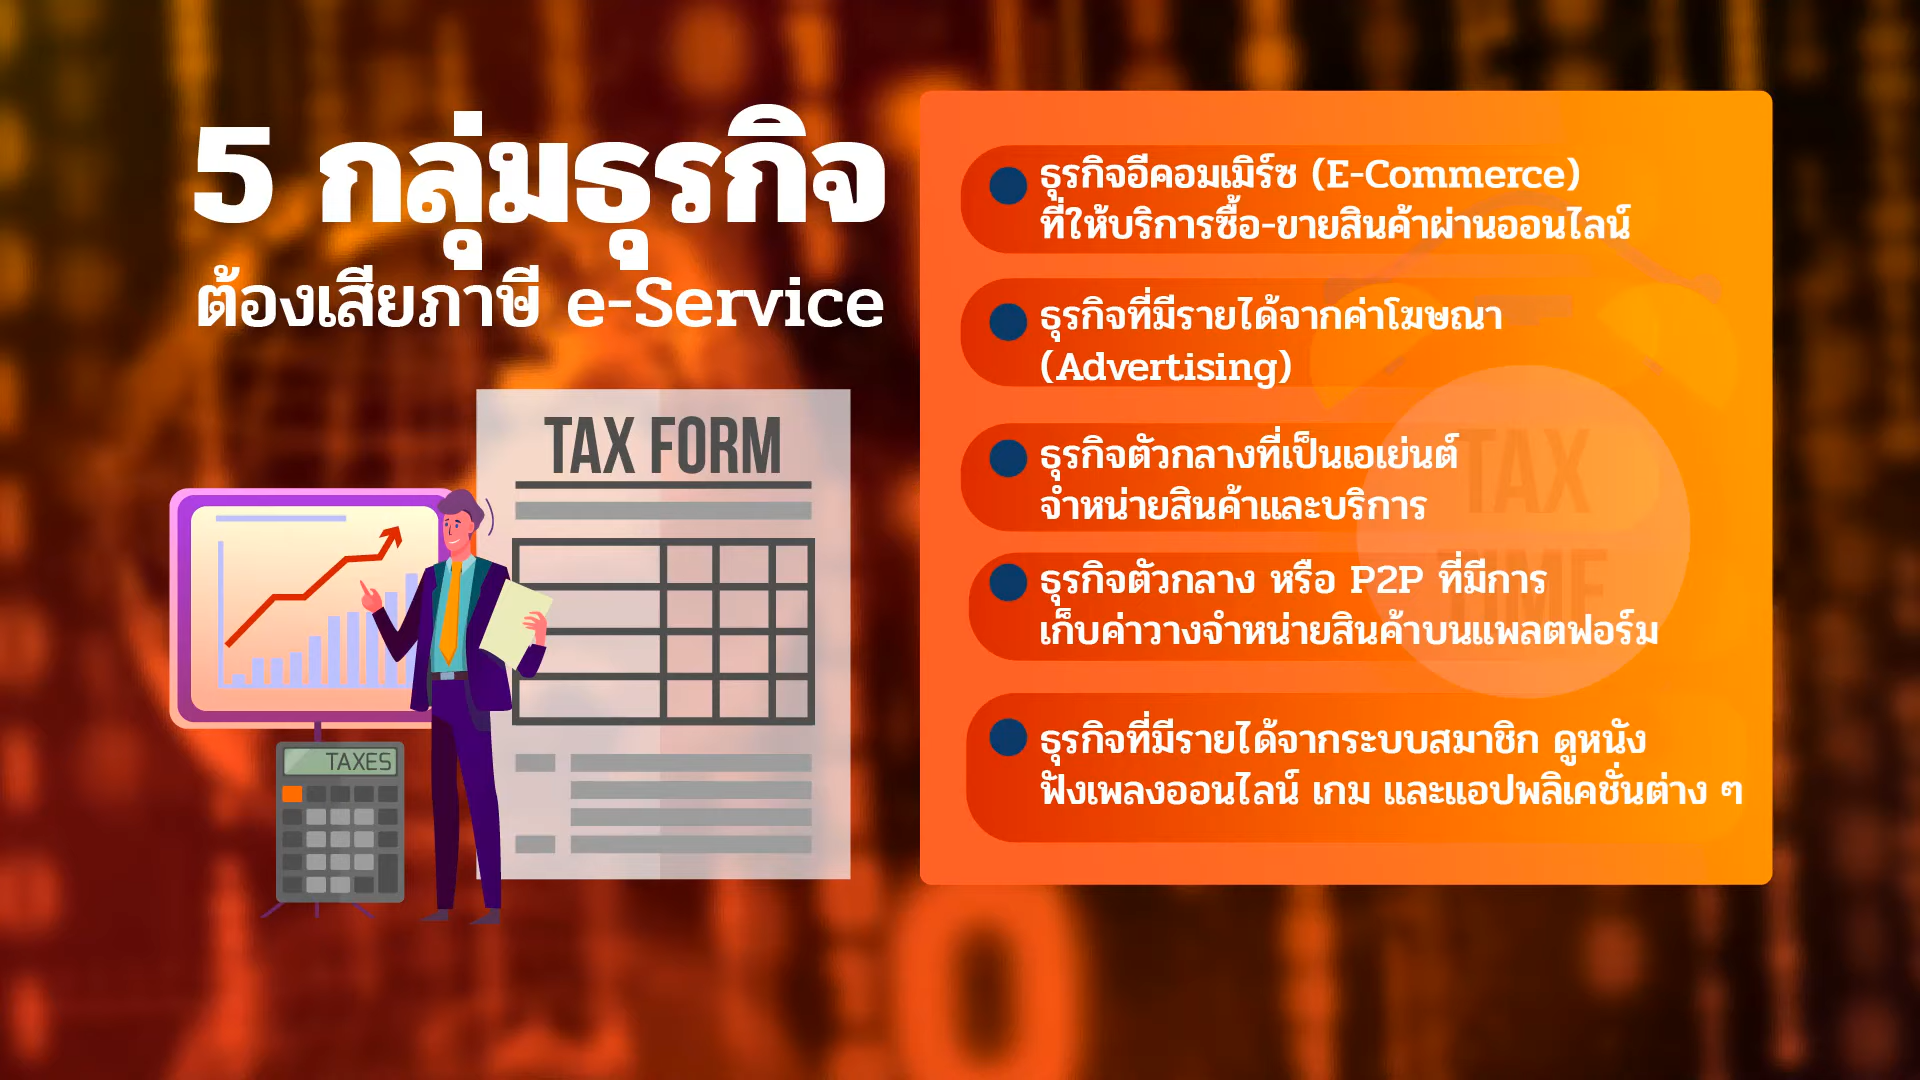 5 กลุ่มธุรกิจ
ต้องเสียภาษี e-Service
TAX FORM
TAXES
ธุรกิจอีคอมเมิร์ซ (E-Commerce)
ที่ให้บริการซื้อ-ขายสินค้าผ่านออนไลน์
ธุรกิจที่มีรายได้จากค่าโฆษณา
(Advertising)
ธุรกิจตัวกลางที่เป็นเอเย่นต์
จำหน่ายสินค้าและบริการ
ธุรกิจตัวกลาง หรือ P2P ที่มีการ
เก็บค่าวางจำหน่ายสินค้าบนแพลตฟอร์ม
ธุรกิจที่มีรายได้จากระบบสมาชิก ดูหนัง
ฟังเพลงออนไลน์ เกม และแอปพลิเคชั่นต่าง ๆ
TAX
TIME